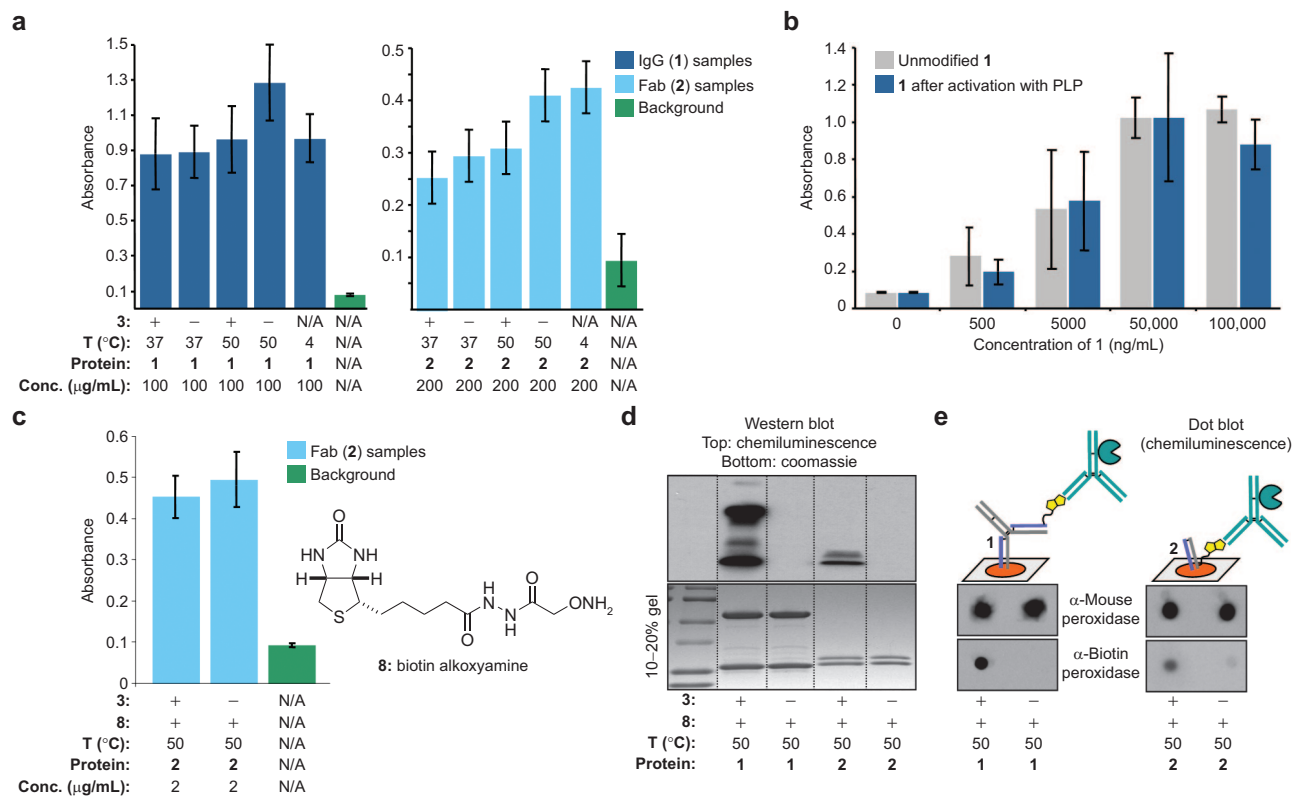 a
1.5
1.3
1.1
0.9
0.7
0.5
0.3
0.1
Absorbance
3: + − + − N/A N/A
T (°C): 37 37 50 50 4 N/A
Protein: 1 1 1 1 1 N/A
Conc. (μg/mL): 100 100 100 100 100 N/A
0.5
0.4
0.3
0.2
0.1
Absorbance
+ − + − N/A N/A
37 37 50 50 4 N/A
2 2 2 2 2 N/A
200 200 200 200 200 N/A
IgG (1) samples
Fab (2) samples
Background
b
1.4
1.2
1.0
0.8
0.6
0.4
0.2
0
Absorbance
Unmodified 1
1 after activation with PLP
0 500 5000 50,000 100,000
Concentration of 1 (ng/mL)
c
0.6
0.5
0.4
0.3
0.2
0.1
0
Absorbance
Fab (2) samples
Background
O
HN NH
H H
S
O
H
N
N
H
O
ONH2
8: biotin alkoxyamine
3: + − N/A
8: + + N/A
T (°C): 50 50 N/A
Protein: 2 2 N/A
Conc. (μg/mL): 2 2 N/A
d
Western blot
Top: chemiluminescence
Bottom: coomassie
10–20% gel
3: + − + −
8: + + + +
T (°C): 50 50 50 50
Protein: 1 1 2 2
e
Dot blot
(chemiluminescence)
1
2
α-Mouse
peroxidase
α-Biotin
peroxidase
+ − + −
+ + + +
50 50 50 50
1 1 2 2